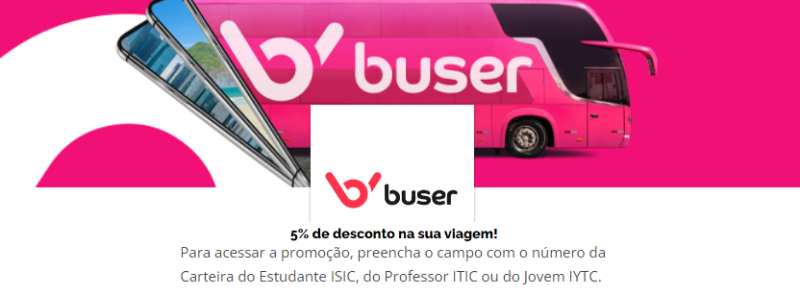 buser
buser
5% de desconto na sua viagem!
Para acessar a promoção, preencha o campo com o número da
Carteira do Estudante ISIC, do Professor ITIC ou do Jovem IYTC.